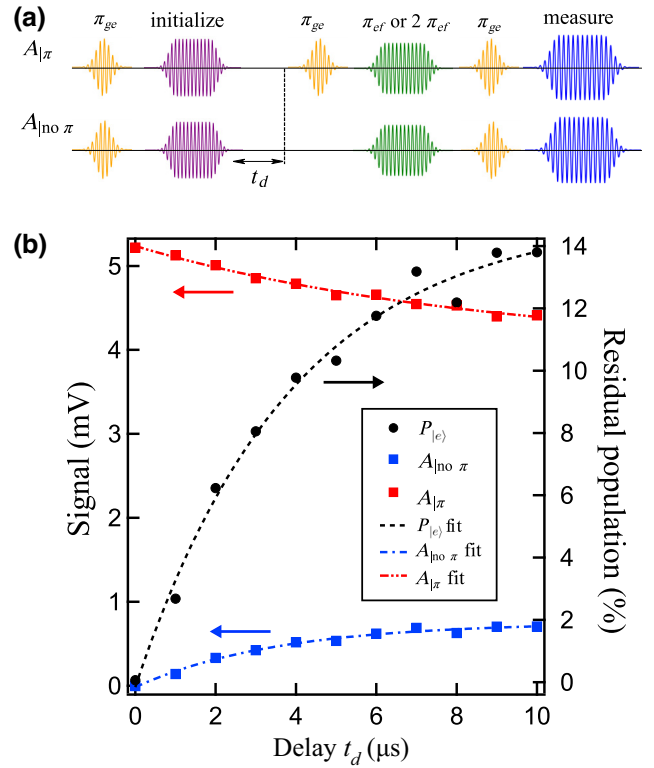 (a)
π_ge initialize π_ge π_ef or 2 π_ef π_ge measure
A_|π
A_|no π
t_d
(b)
5
4
3
2
1
0
Signal (mV)
14
12
10
8
6
4
2
0
Residual population (%)
P_|e⟩
A_|no π
A_|π
P_|e⟩ fit
A_|no π fit
A_|π fit
0 2 4 6 8 10
Delay t_d (μs)